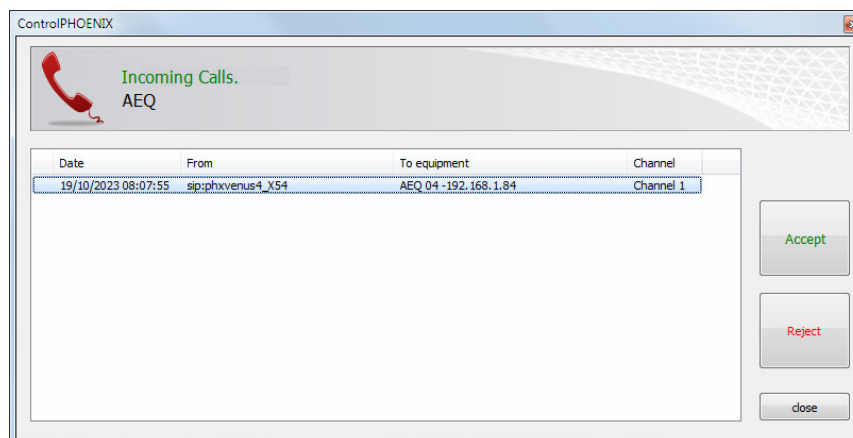 ControlPHOENIX
Incoming Calls.
AEQ
Date From To equipment Channel
19/10/2023 08:07:55 sip:phxvenus4_X54 AEQ 04 -192.168.1.84 Channel 1
Accept
Reject
close